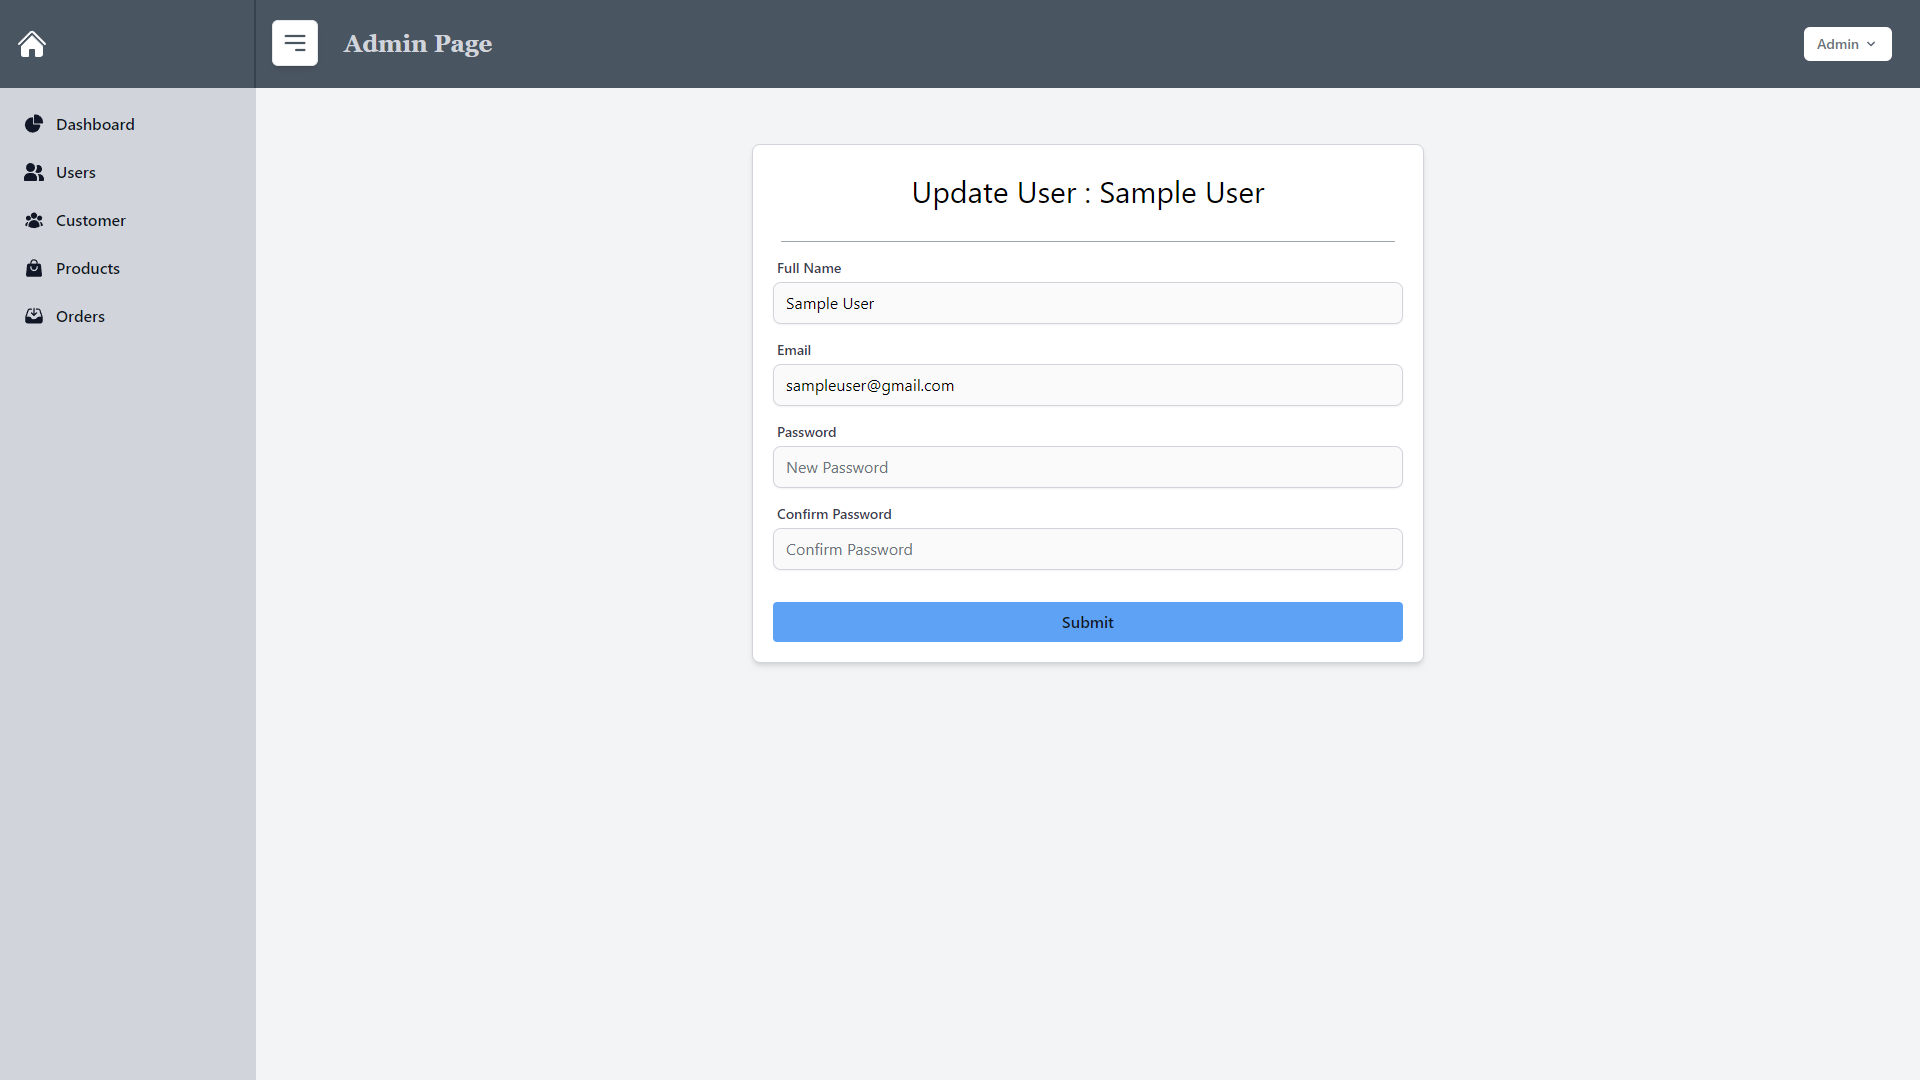 Admin Page
Admin
Dashboard
Users
Customer
Products
Orders
Update User : Sample User
Full Name
Sample User
Email
sampleuser@gmail.com
Password
New Password
Confirm Password
Confirm Password
Submit